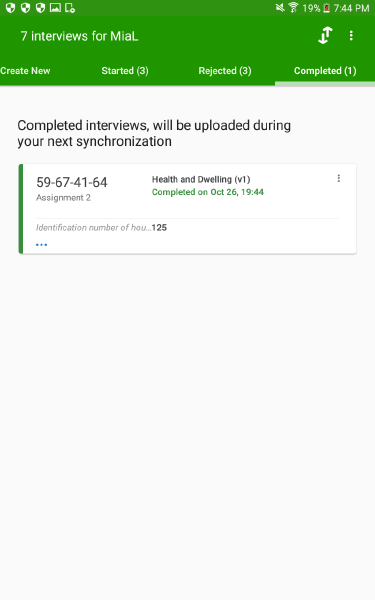 19% 7:44 PM
7 interviews for MiaL
Create New Started (3) Rejected (3) Completed (1)
Completed interviews, will be uploaded during
your next synchronization
59-67-41-64
Assignment 2
Health and Dwelling (v1)
Completed on Oct 26, 19:44
Identification number of hou...125